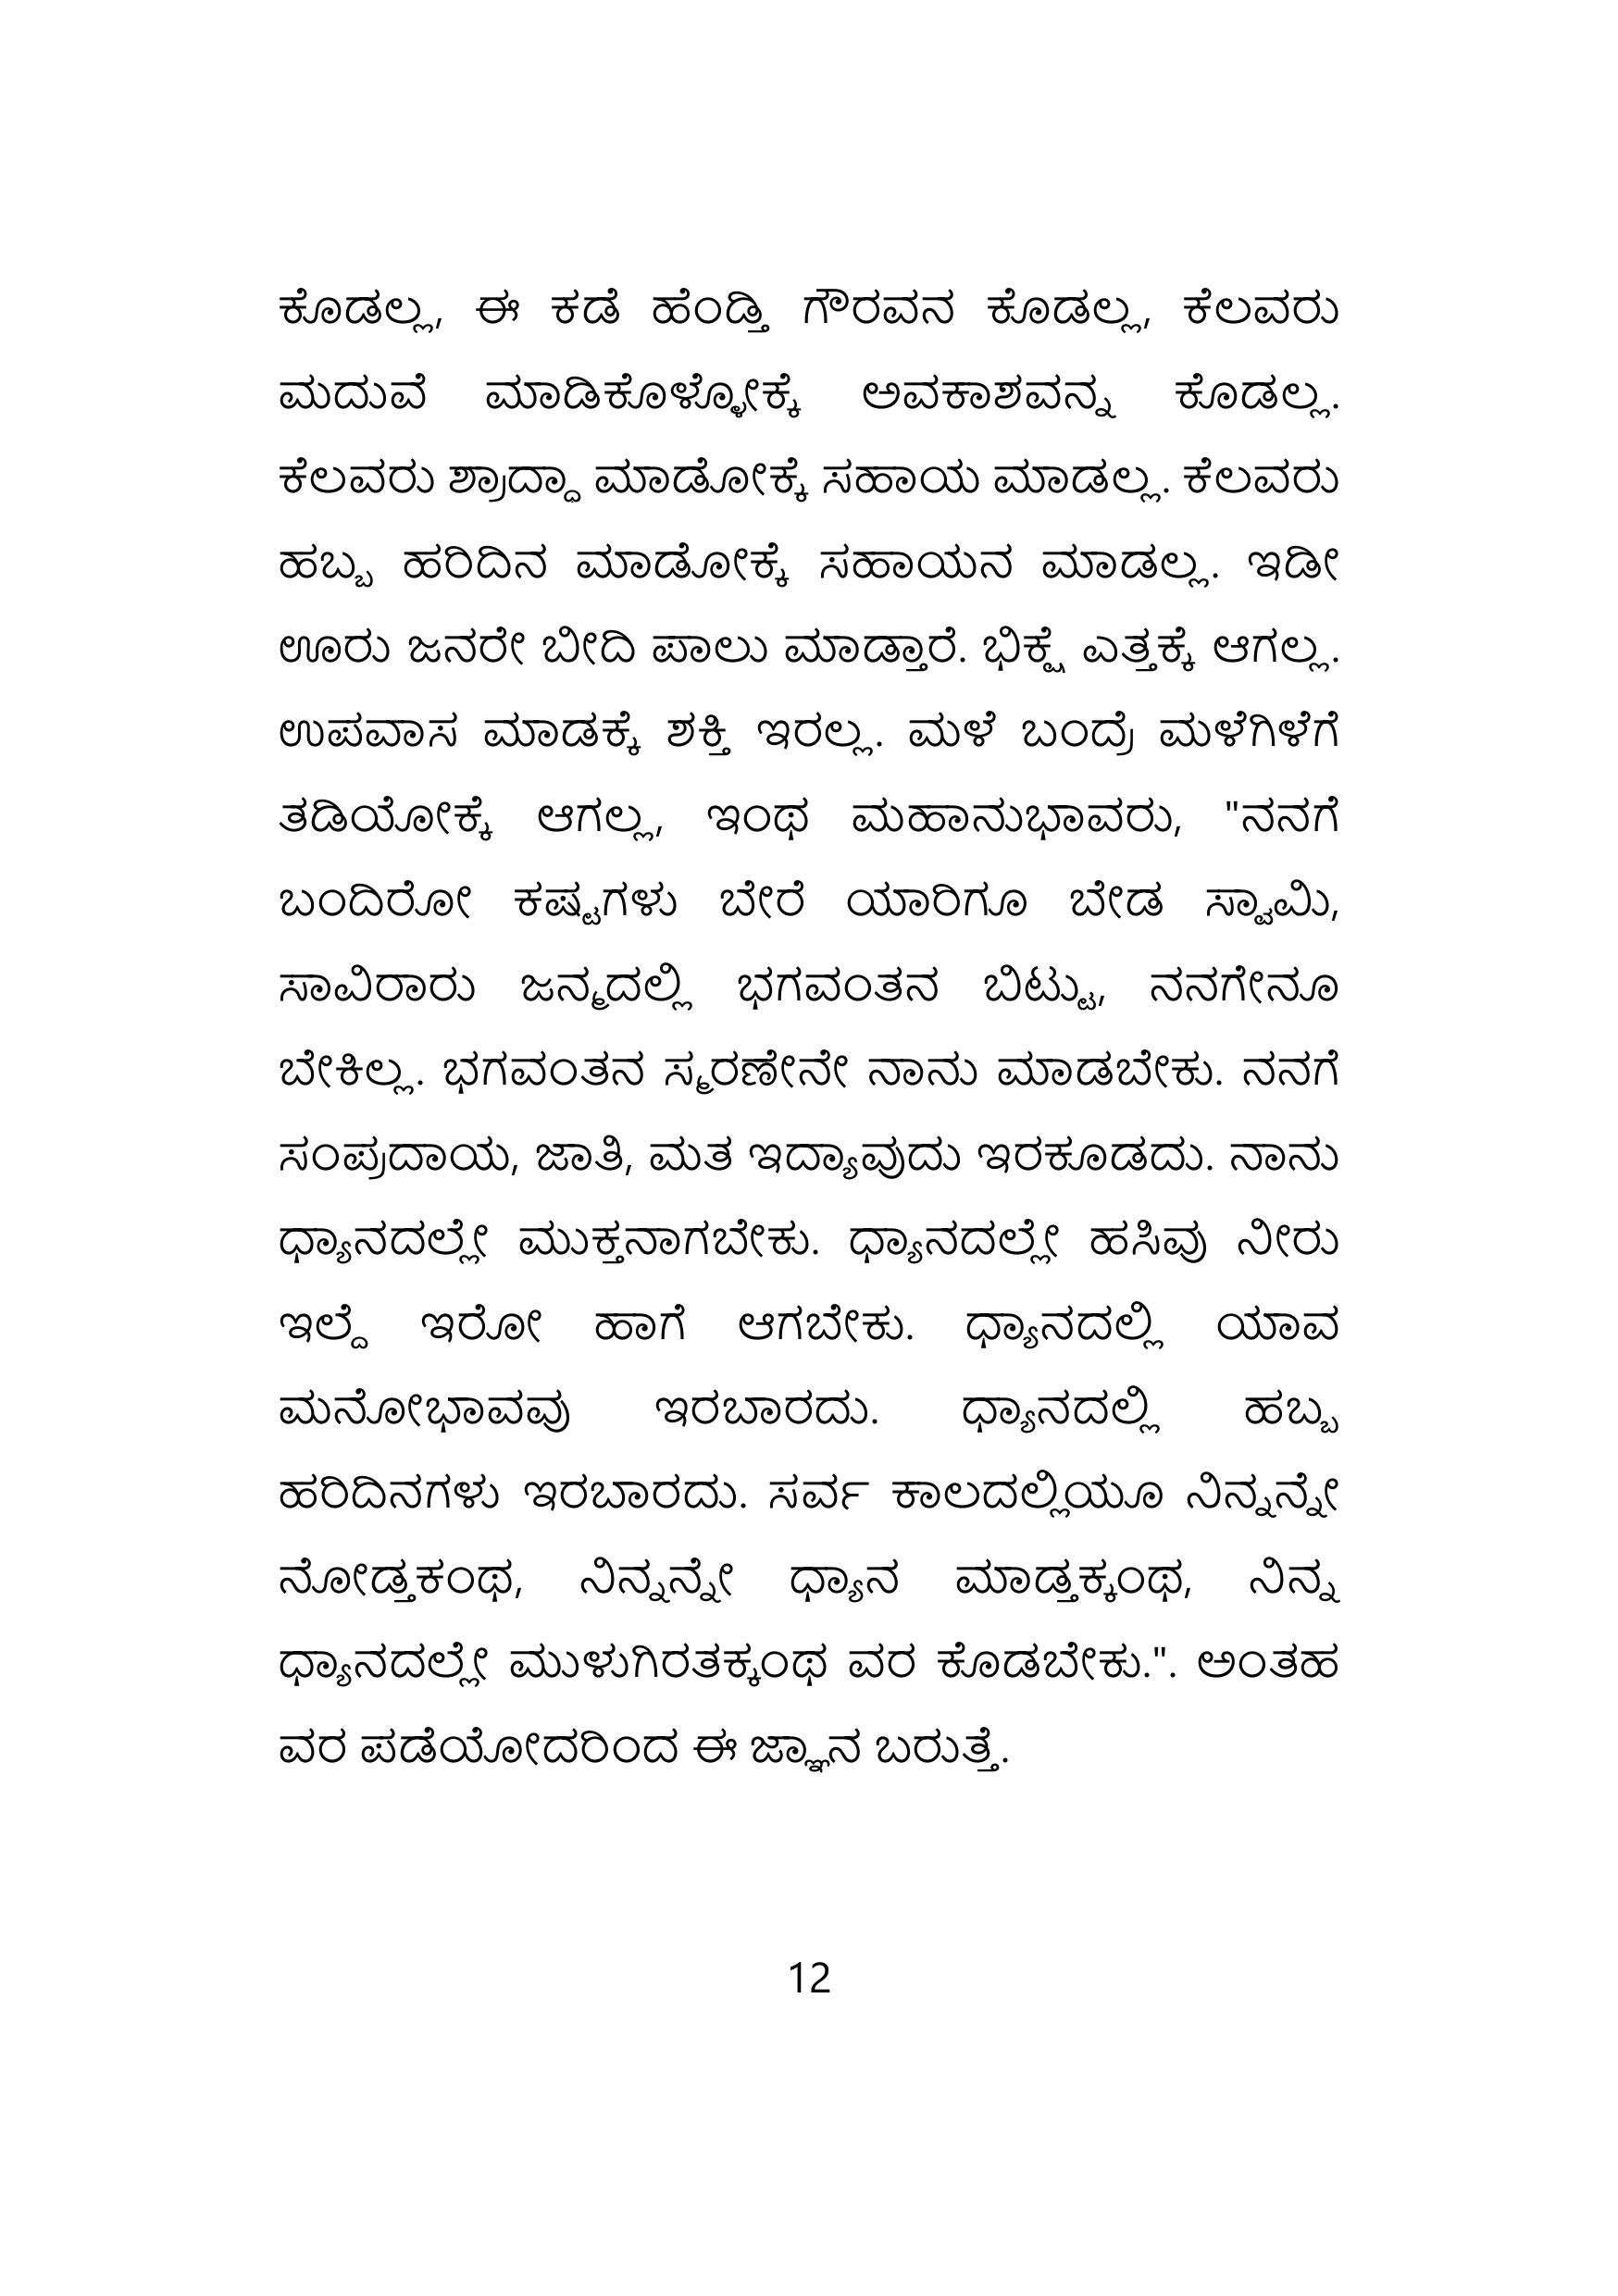 ಕೊಡಲ್ಲ, ಈ ಕಡೆ ಹೆಂಡ್ತಿ ಗೌರವನ ಕೊಡಲ್ಲ, ಕೆಲವರು
ಮದುವೆ ಮಾಡಿಕೊಳ್ಳೋಕ್ಕೆ ಅವಕಾಶವನ್ನ ಕೊಡಲ್ಲ.
ಕೆಲವರು ಶ್ರಾದ್ಧಾ ಮಾಡೋಕ್ಕೆ ಸಹಾಯ ಮಾಡಲ್ಲ. ಕೆಲವರು
ಹಬ್ಬ ಹರಿದಿನ ಮಾಡೋಕ್ಕೆ ಸಹಾಯನ ಮಾಡಲ್ಲ. ಇಡೀ
ಊರು ಜನರೇ ಬೀದಿ ಪಾಲು ಮಾಡ್ತಾರೆ. ಭಿಕ್ಷೆ ಎತ್ತಕ್ಕೆ ಆಗಲ್ಲ.
ಉಪವಾಸ ಮಾಡಕ್ಕೆ ಶಕ್ತಿ ಇರಲ್ಲ. ಮಳೆ ಬಂದ್ರೆ ಮಳೆಗಿಳೆಗೆ
ತಡಿಯೋಕ್ಕೆ ಆಗಲ್ಲ, ಇಂಥ ಮಹಾನುಭಾವರು, "ನನಗೆ
ಬಂದಿರೋ ಕಷ್ಟಗಳು ಬೇರೆ ಯಾರಿಗೂ ಬೇಡ ಸ್ವಾಮಿ,
ಸಾವಿರಾರು ಜನ್ಮದಲ್ಲಿ ಭಗವಂತನ ಬಿಟ್ಟು, ನನಗೇನೂ
ಬೇಕಿಲ್ಲ. ಭಗವಂತನ ಸ್ಮರಣೇನೇ ನಾನು ಮಾಡಬೇಕು. ನನಗೆ
ಸಂಪ್ರದಾಯ, ಜಾತಿ, ಮತ ಇದ್ಯಾವುದು ಇರಕೂಡದು. ನಾನು
ಧ್ಯಾನದಲ್ಲೇ ಮುಕ್ತನಾಗಬೇಕು. ಧ್ಯಾನದಲ್ಲೇ ಹಸಿವು ನೀರು
ಇಲ್ದೆ ಇರೋ ಹಾಗೆ ಆಗಬೇಕು. ಧ್ಯಾನದಲ್ಲಿ ಯಾವ
ಮನೋಭಾವವು ಇರಬಾರದು. ಧ್ಯಾನದಲ್ಲಿ ಹಬ್ಬ
ಹರಿದಿನಗಳು ಇರಬಾರದು. ಸರ್ವ ಕಾಲದಲ್ಲಿಯೂ ನಿನ್ನನ್ನೇ
ನೋಡ್ತಕಂಥ, ನಿನ್ನನ್ನೇ ಧ್ಯಾನ ಮಾಡ್ತಕ್ಕಂಥ, ನಿನ್ನ
ಧ್ಯಾನದಲ್ಲೇ ಮುಳುಗಿರತಕ್ಕಂಥ ವರ ಕೊಡಬೇಕು.". ಅಂತಹ
ವರ ಪಡೆಯೋದರಿಂದ ಈ ಜ್ಞಾನ ಬರುತ್ತೆ.
12